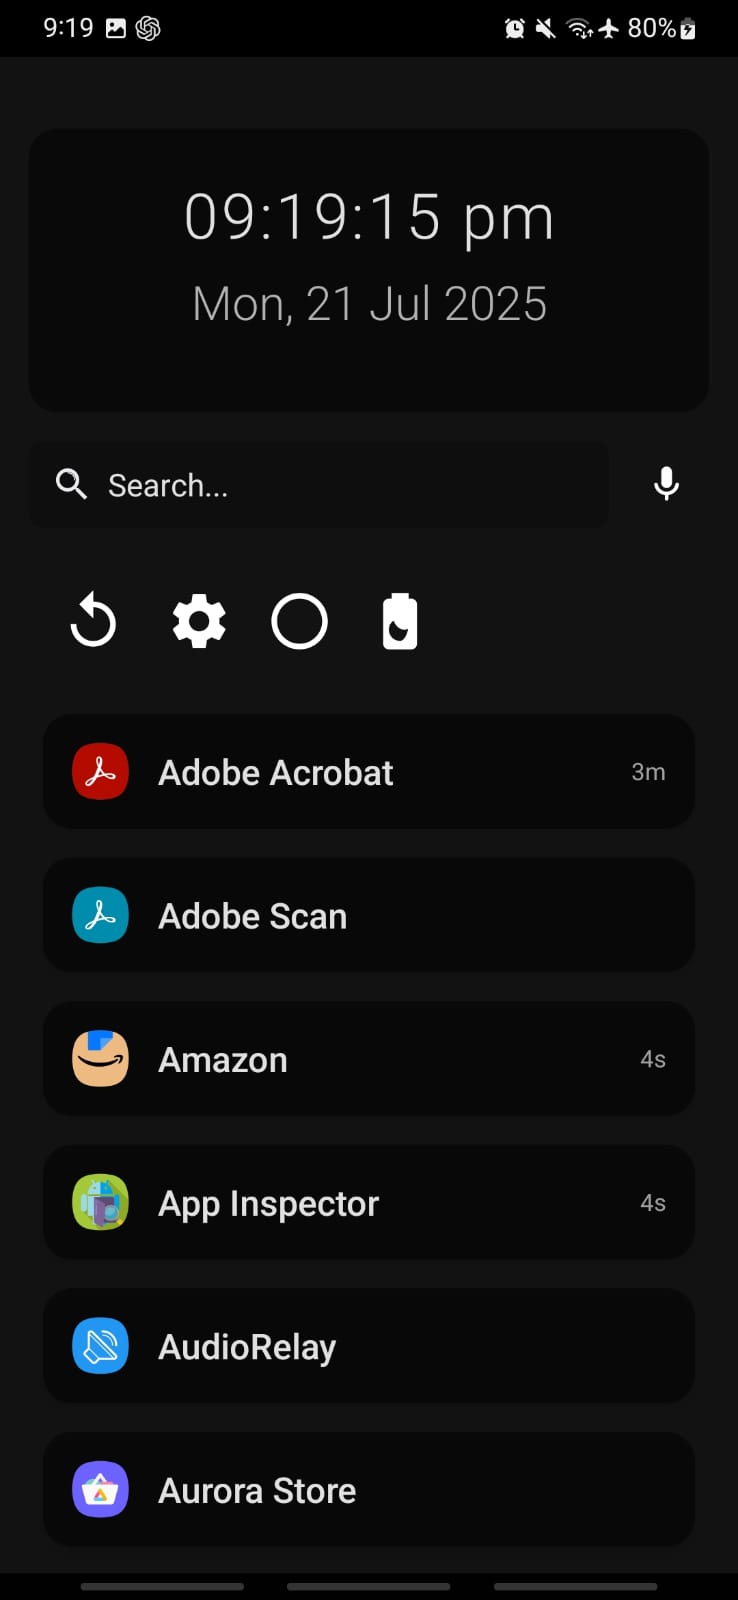 9:19 80%
09:19:15 pm
Mon, 21 Jul 2025
Search...
Adobe Acrobat 3m
Adobe Scan
Amazon 4s
App Inspector 4s
AudioRelay
Aurora Store